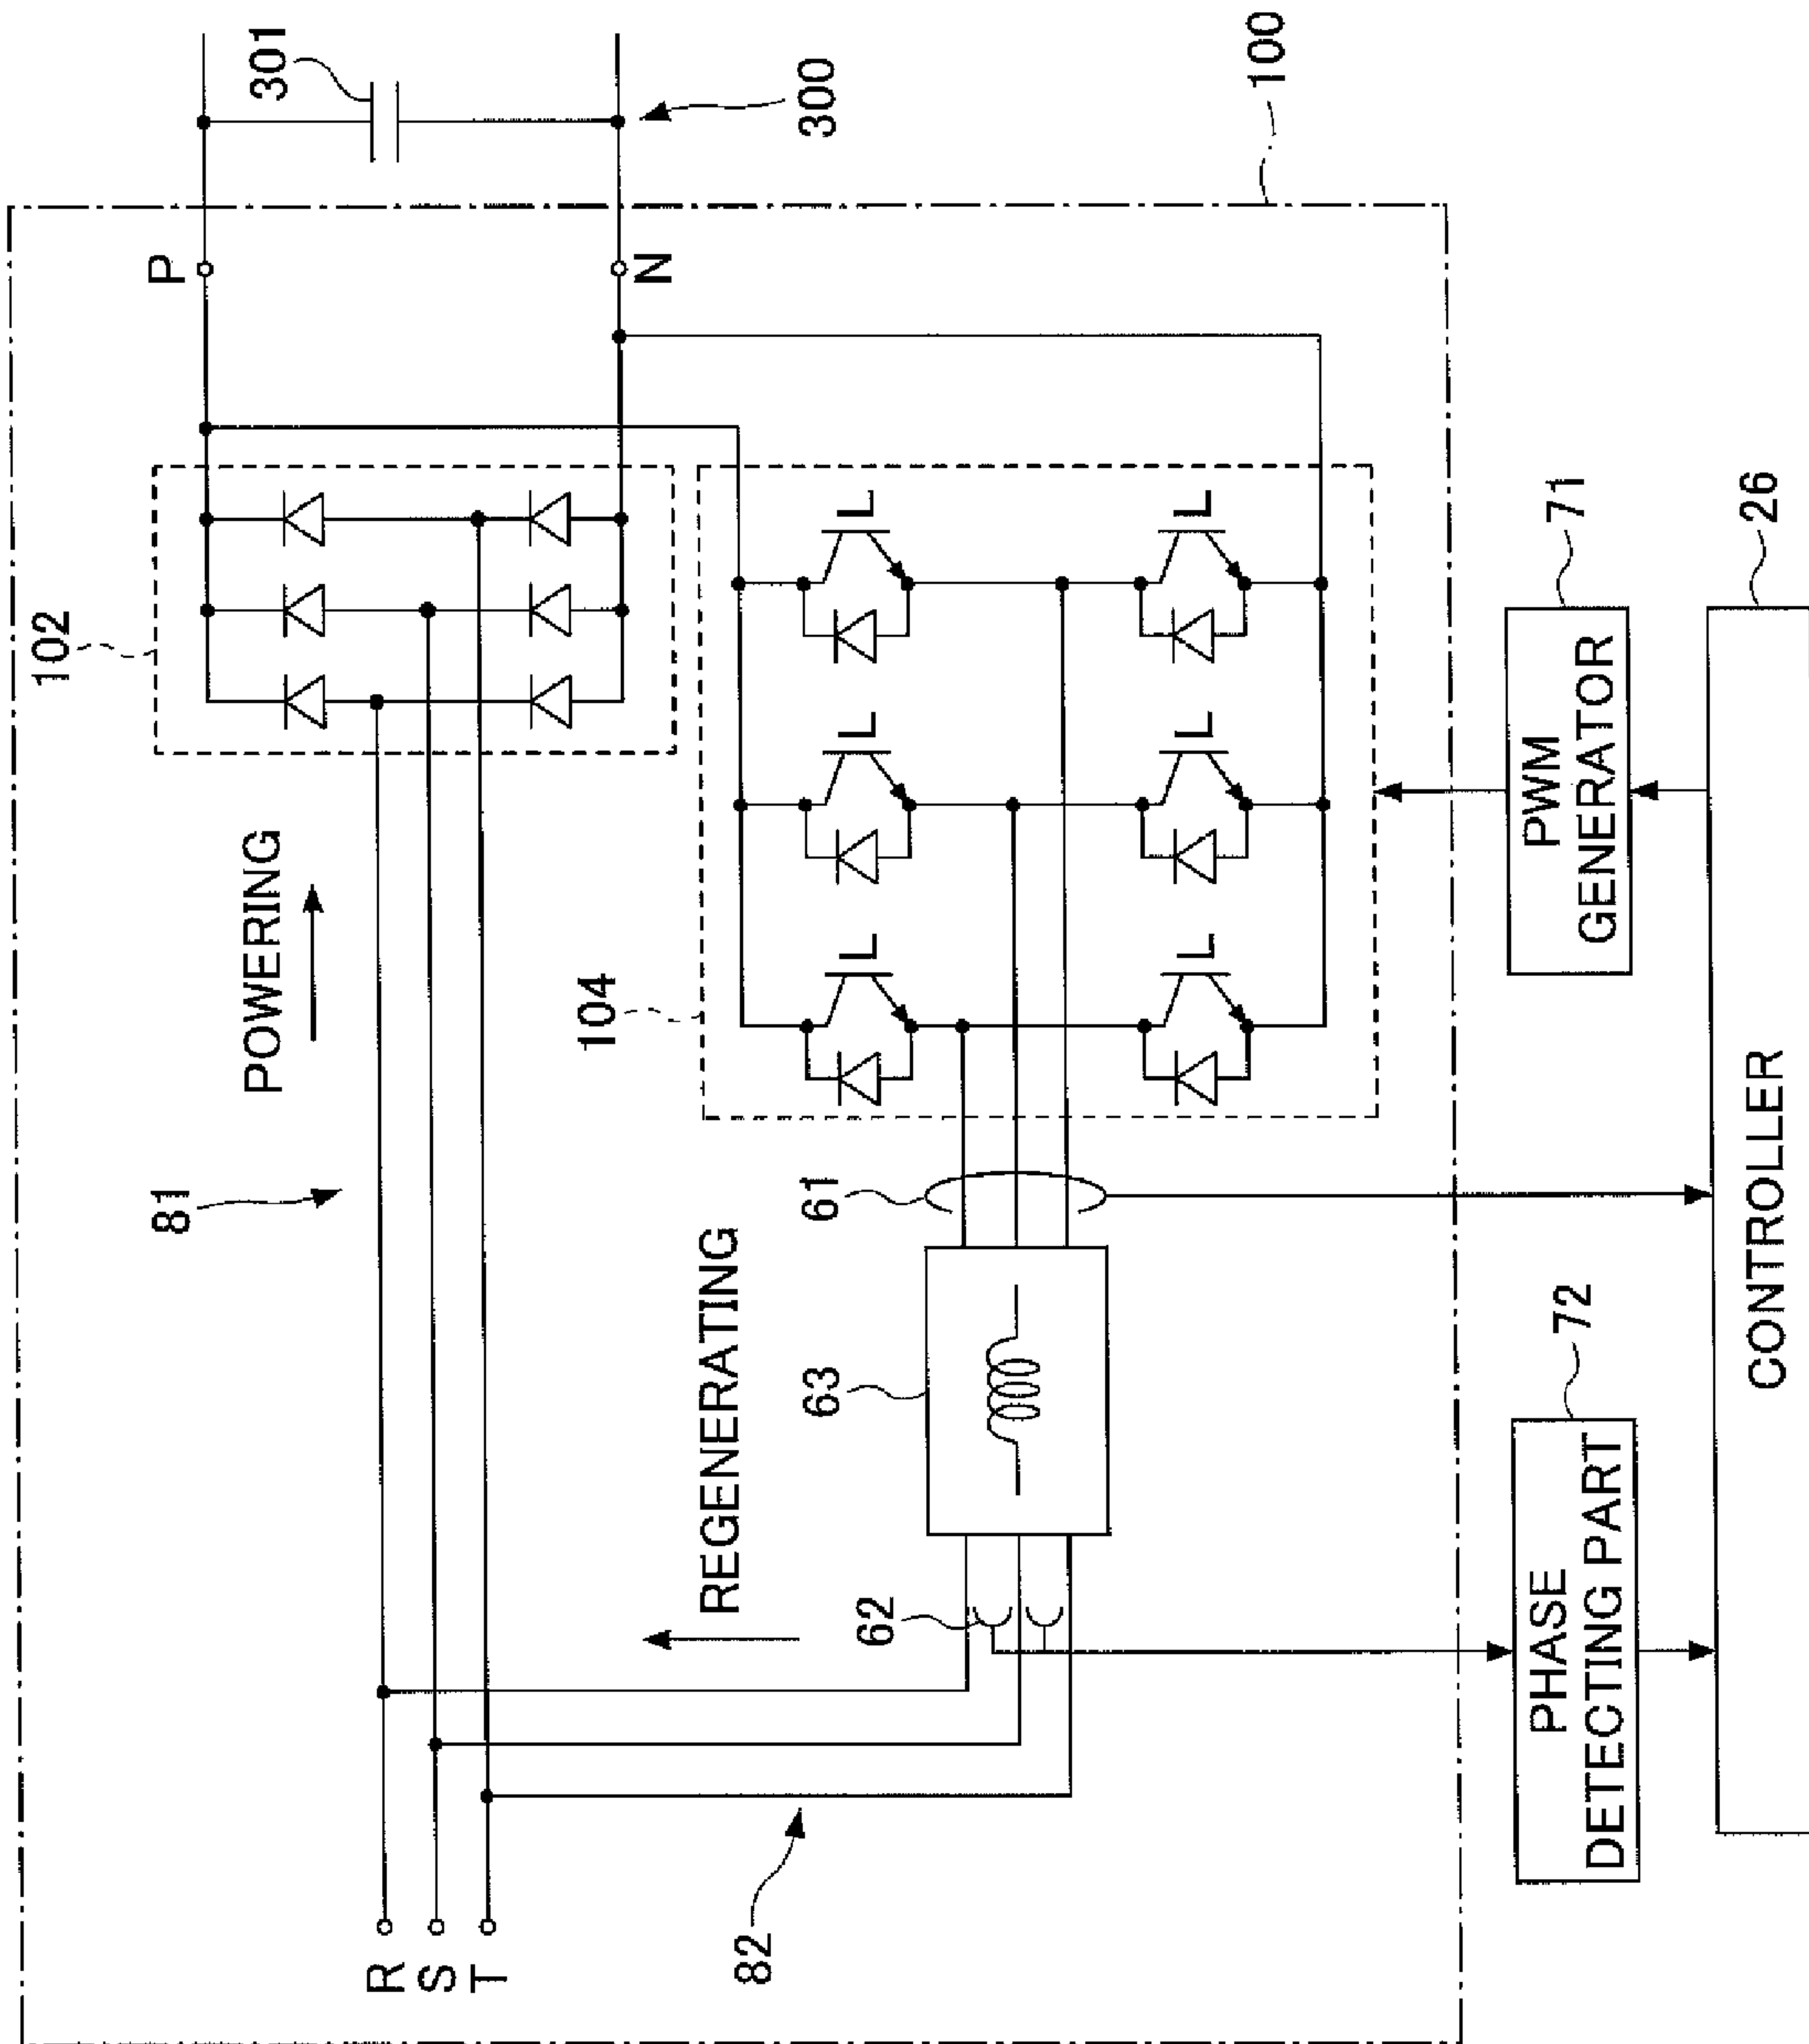 301
300
100
P
N
102
POWERING
81
104
L
L
L
L
L
L
REGENERATING
61
63
62
82
R
S
T
71
PWM
GENERATOR
72
PHASE
DETECTING PART
26
CONTROLLER